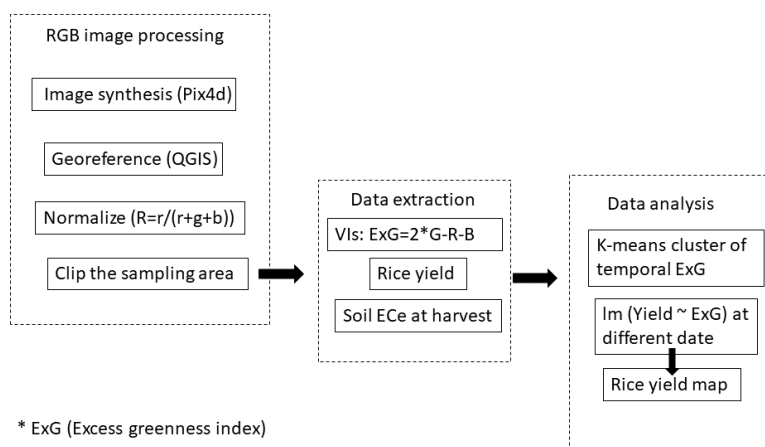 RGB image processing
Image synthesis (Pix4d)
Georeference (QGIS)
Normalize (R=r/(r+g+b))
Clip the sampling area
Data extraction
VIs: ExG=2*G-R-B
Rice yield
Soil ECe at harvest
Data analysis
K-means cluster of
temporal ExG
lm (Yield ~ ExG) at
different date
Rice yield map
* ExG (Excess greenness index)